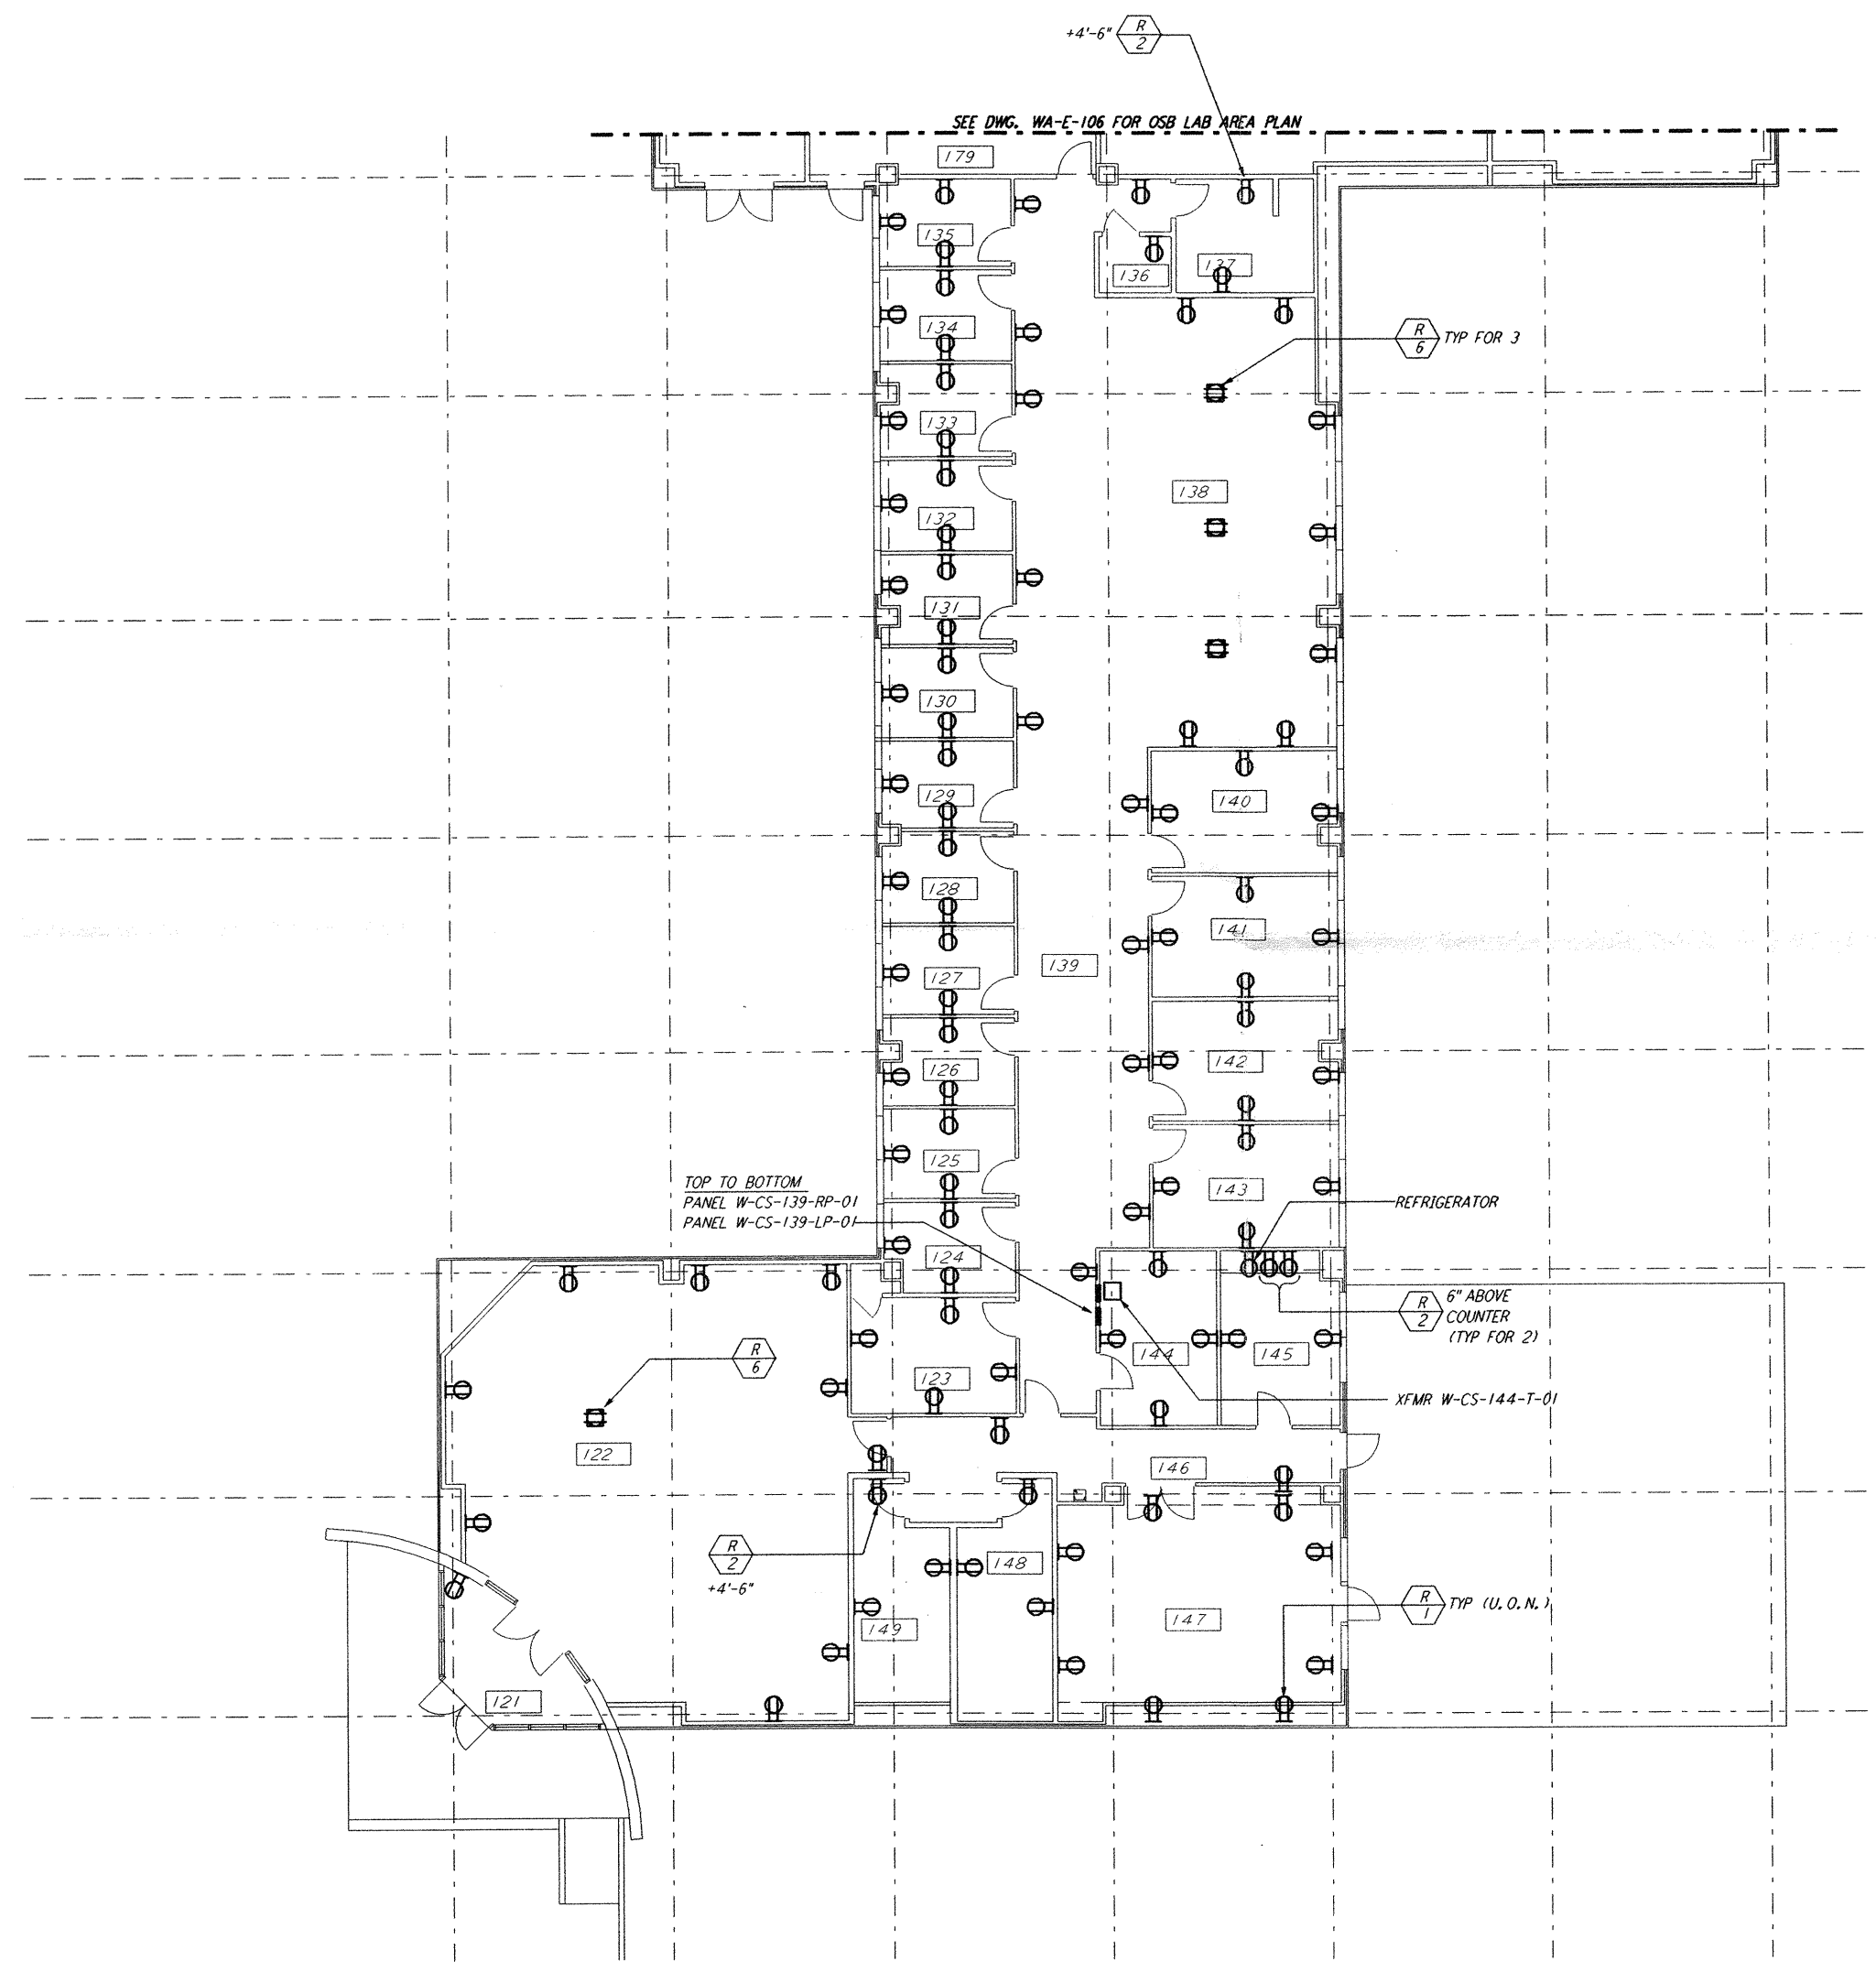 +4'-6" R
2
SEE DWG. WA-E-106 FOR OSB LAB AREA PLAN
179
135
136
137
134
R
6 TYP FOR 3
133
138
132
131
130
129
140
128
141
139
127
126
142
125
143
TOP TO BOTTOM
PANEL W-CS-139-RP-01
PANEL W-CS-139-LP-01
REFRIGERATOR
124
R
2
6" ABOVE
COUNTER
(TYP FOR 2)
R
6
144
145
123
XFMR W-CS-144-T-01
122
146
R
2
+4'-6"
148
R
1 TYP (U.O.N.)
149
147
121